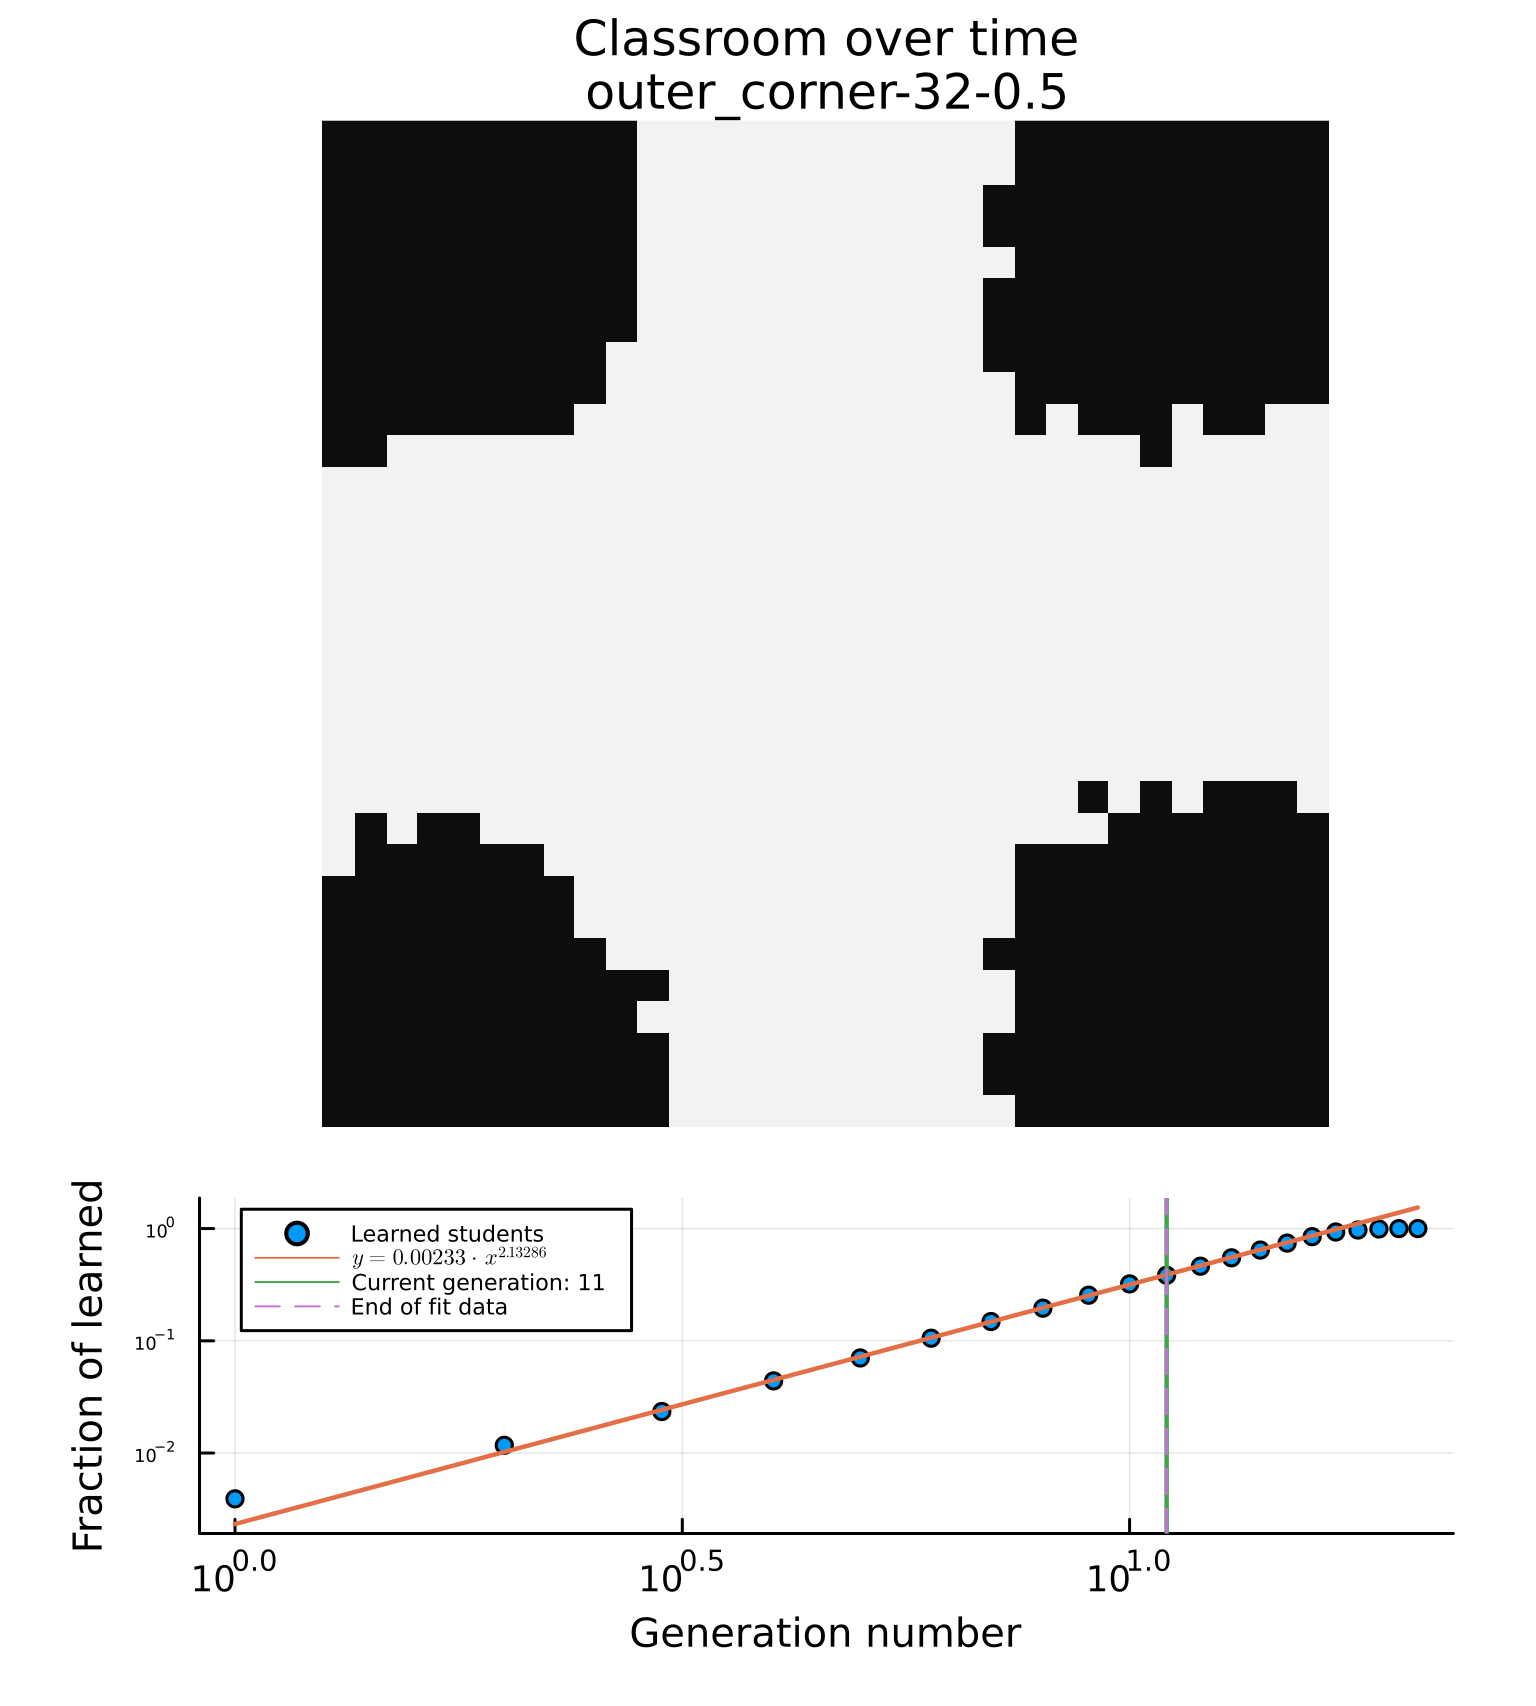 Classroom over time
outer_corner-32-0.5
Learned students
y = 0.00233 · x^2.13286
Current generation: 11
End of fit data
Fraction of learned
10^0
10^-1
10^-2
10^0.0 10^0.5 10^1.0
Generation number